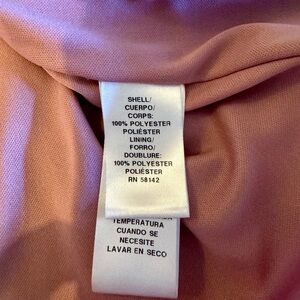 SHELL/
CUERPO/
CORPS:
100% POLYESTER
POLIÉSTER
LINING/
FORRO/
DOUBLURE:
100% POLYESTER
POLIÉSTER
RN 58142
TEMPERATURA
CUANDO SE
NECESITE
LAVAR EN SECO